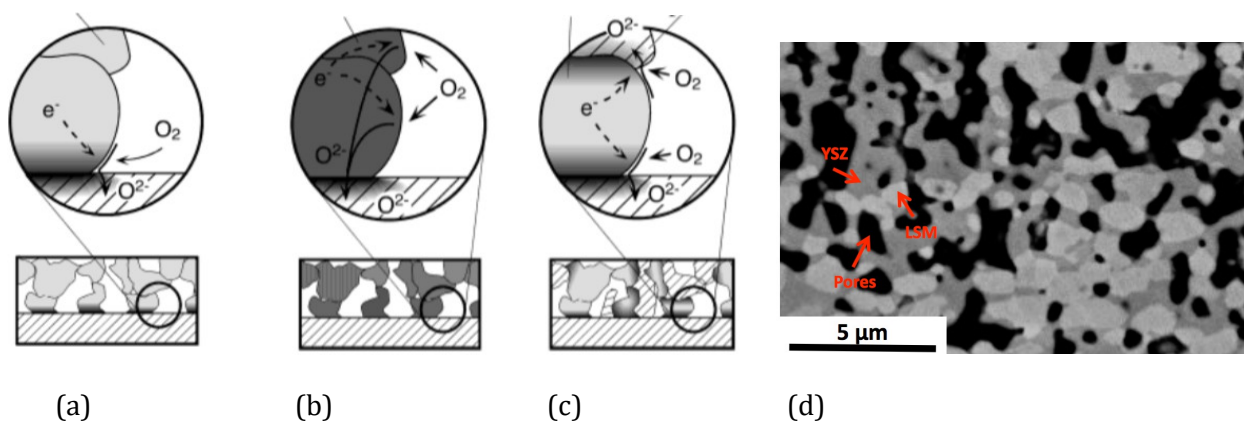 e-
O2
O2-
e-
O2
O2-
O2-
O2-
e-
O2
O2
O2-
YSZ
LSM
Pores
5 µm
(a)
(b)
(c)
(d)